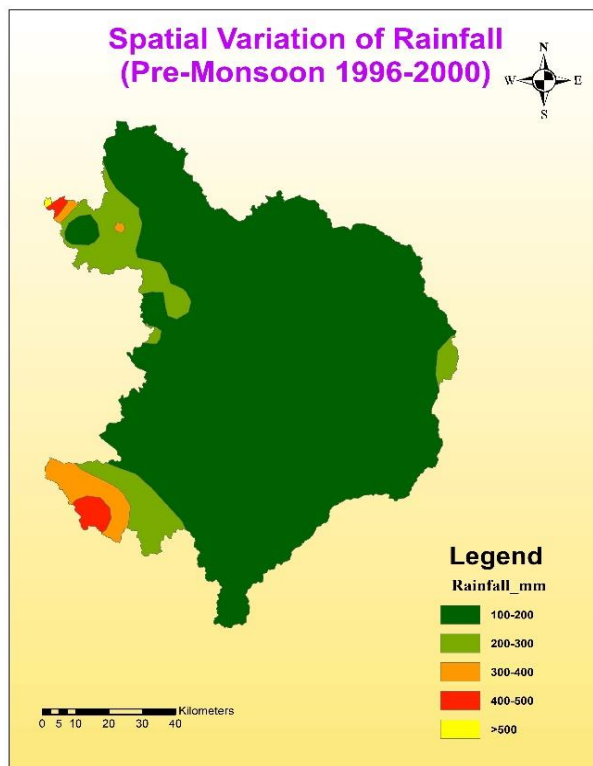 Spatial Variation of Rainfall
(Pre-Monsoon 1996-2000)
N
W E
S
Legend
Rainfall_mm
100-200
200-300
300-400
400-500
>500
Kilometers
0 5 10 20 30 40